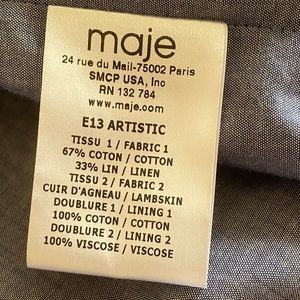 maje
24 rue du Mail-75002 Paris
SMCP USA, Inc
RN 132 784
www.maje.com
E13 ARTISTIC
TISSU 1 / FABRIC 1
67% COTON / COTTON
33% LIN / LINEN
TISSU 2 / FABRIC 2
CUIR D'AGNEAU / LAMBSKIN
DOUBLURE 1 / LINING 1
100% COTON / COTTON
DOUBLURE 2 / LINING 2
100% VISCOSE / VISCOSE